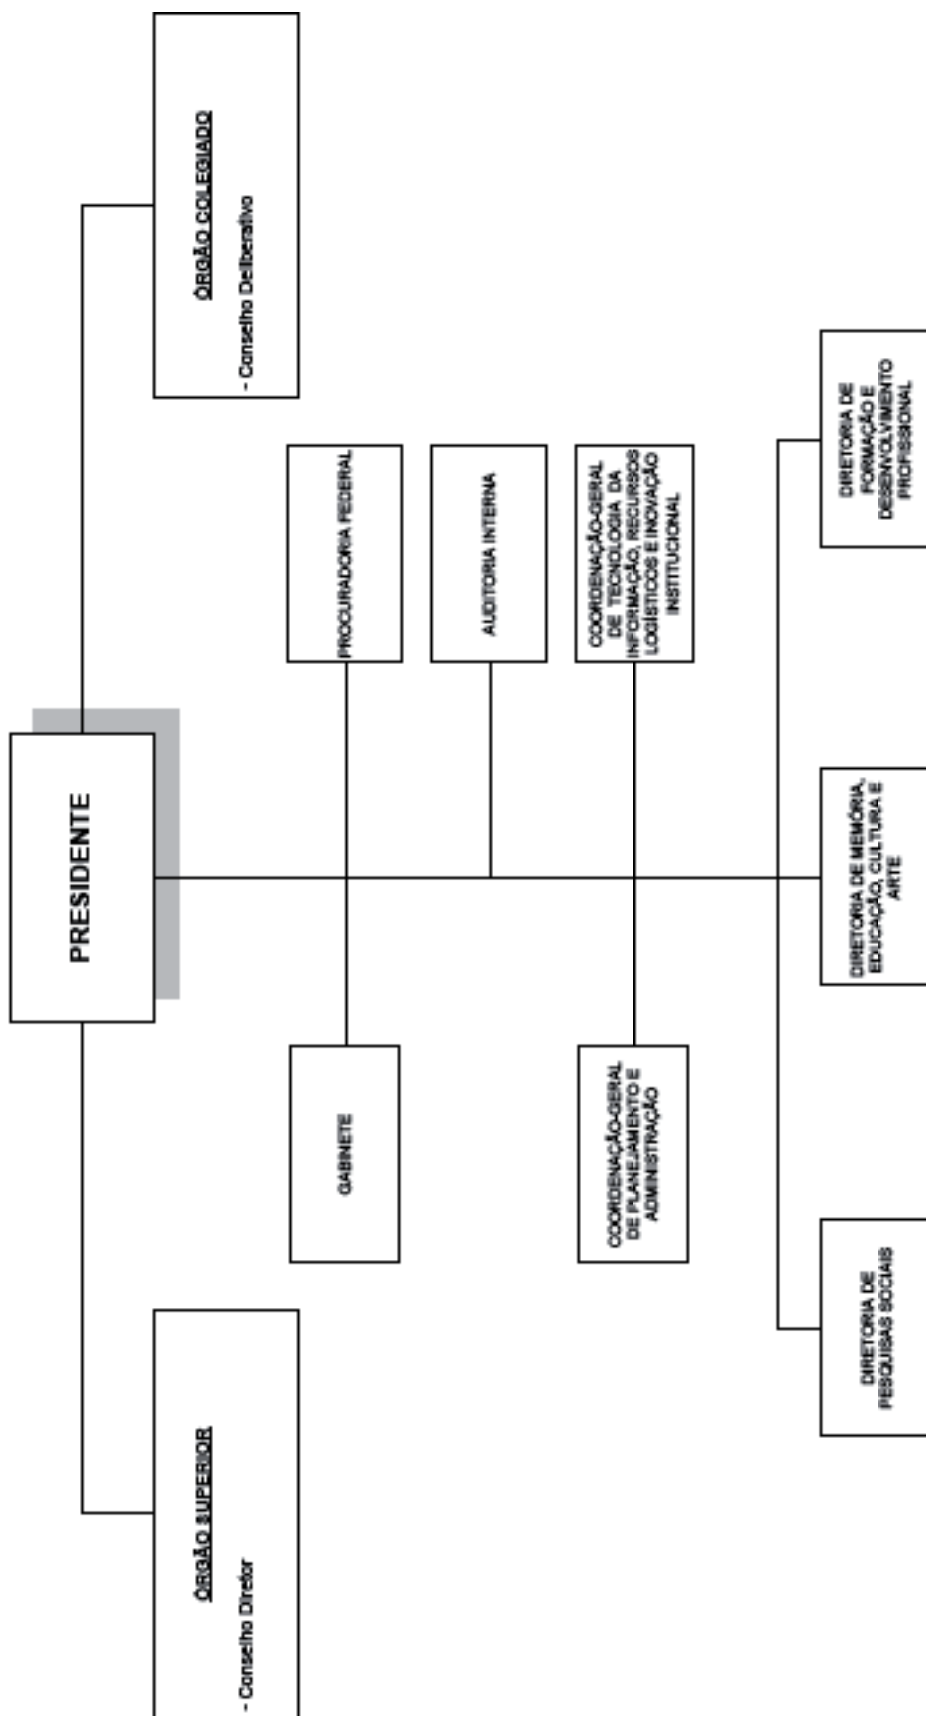 PRESIDENTE
ÓRGÃO SUPERIOR
- Conselho Diretor
ÓRGÃO COLEGIADO
- Conselho Deliberativo
GABINETE
PROCURADORIA FEDERAL
AUDITORIA INTERNA
COORDENAÇÃO-GERAL
DE PLANEJAMENTO E
ADMINISTRAÇÃO
COORDENAÇÃO-GERAL
DE TECNOLOGIA DA
INFORMAÇÃO, RECURSOS
LOGÍSTICOS E INOVAÇÃO
INSTITUCIONAL
DIRETORIA DE
PESQUISAS SOCIAIS
DIRETORIA DE MEMÓRIA,
EDUCAÇÃO, CULTURA E
ARTE
DIRETORIA DE
FORMAÇÃO E
DESENVOLVIMENTO
PROFISSIONAL